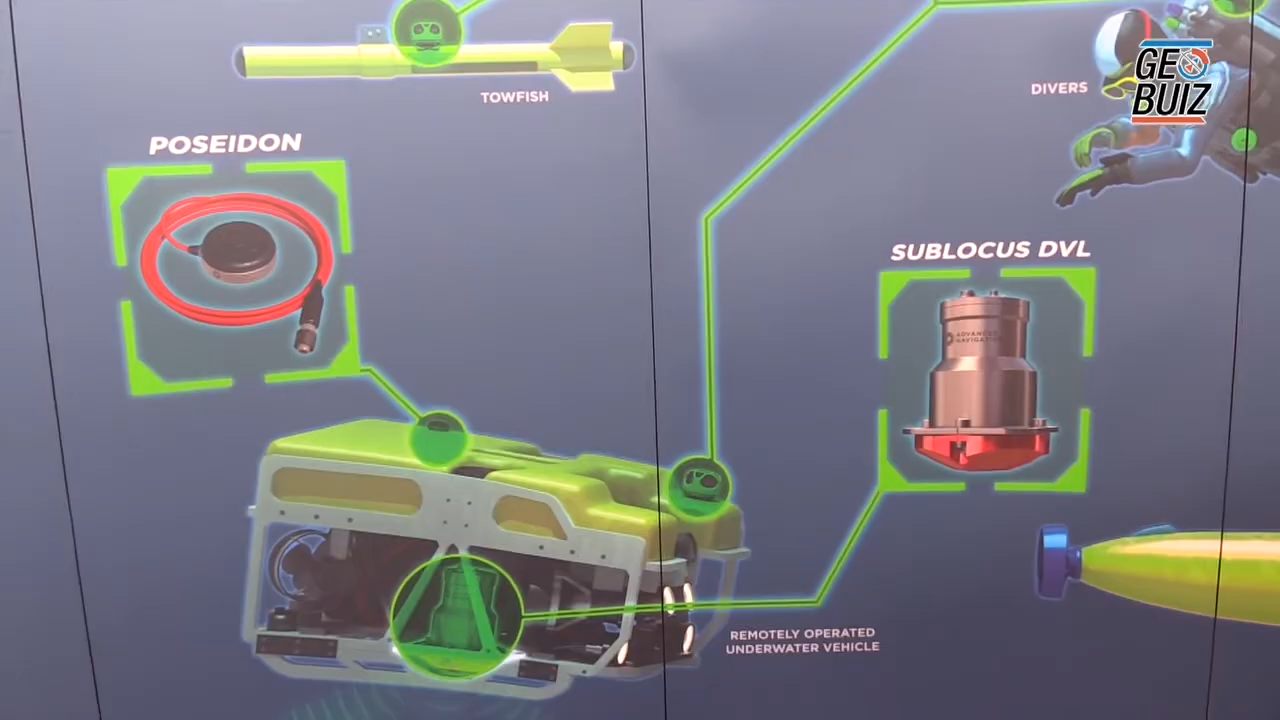 TOWFISH
DIVERS
GEO
BUIZ
POSEIDON
SUBLOCUS DVL
ADVANCED
NAVIGATION
REMOTELY OPERATED
UNDERWATER VEHICLE